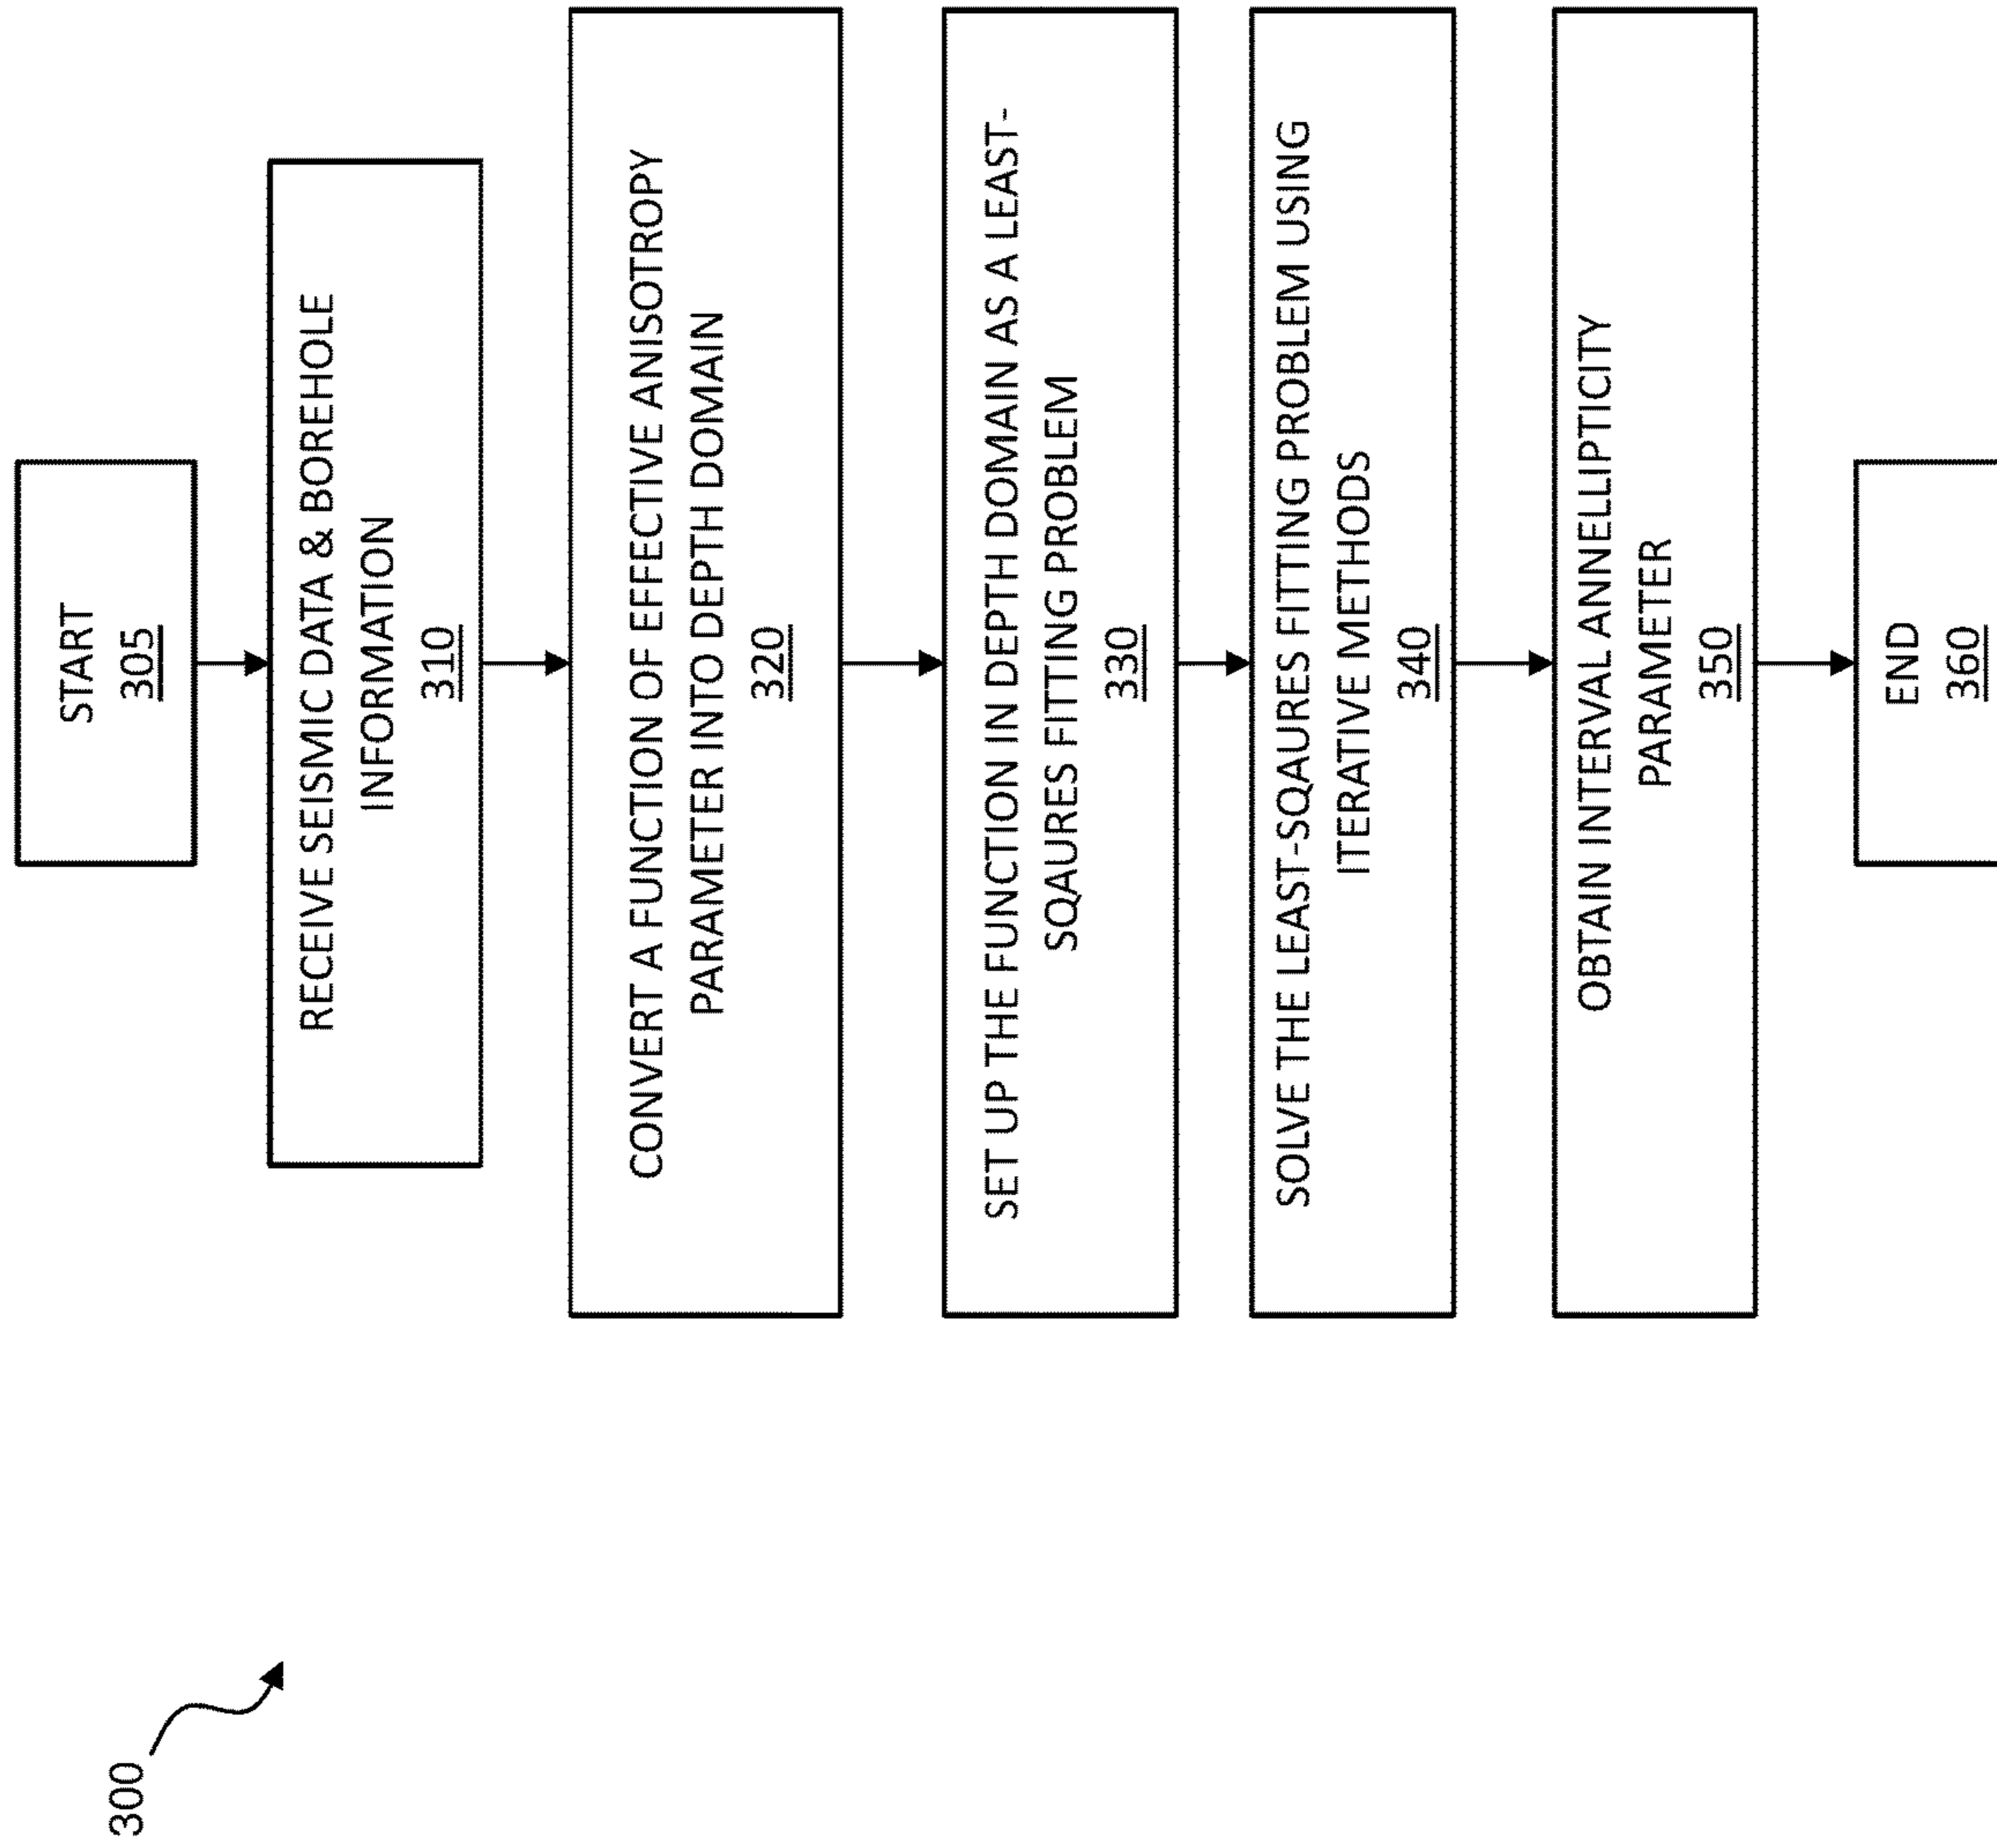 300
START
305
RECEIVE SEISMIC DATA & BOREHOLE
INFORMATION
310
CONVERT A FUNCTION OF EFFECTIVE ANISOTROPY
PARAMETER INTO DEPTH DOMAIN
320
SET UP THE FUNCTION IN DEPTH DOMAIN AS A LEAST-
SQAURES FITTING PROBLEM
330
SOLVE THE LEAST-SQAURES FITTING PROBLEM USING
ITERATIVE METHODS
340
OBTAIN INTERVAL ANNELLIPTICITY
PARAMETER
350
END
360